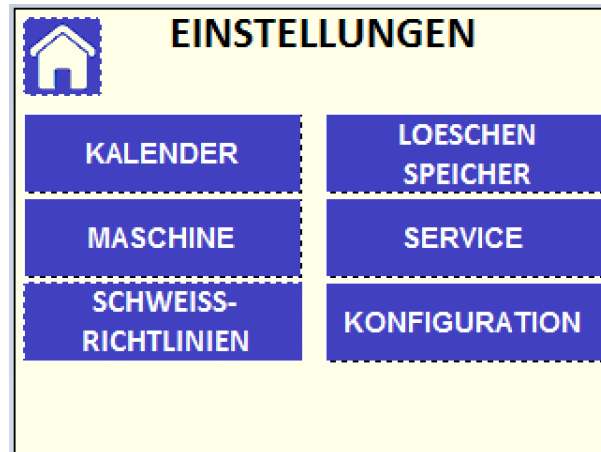 EINSTELLUNGEN
KALENDER
LOESCHEN
SPEICHER
MASCHINE
SERVICE
SCHWEISS-
RICHTLINIEN
KONFIGURATION